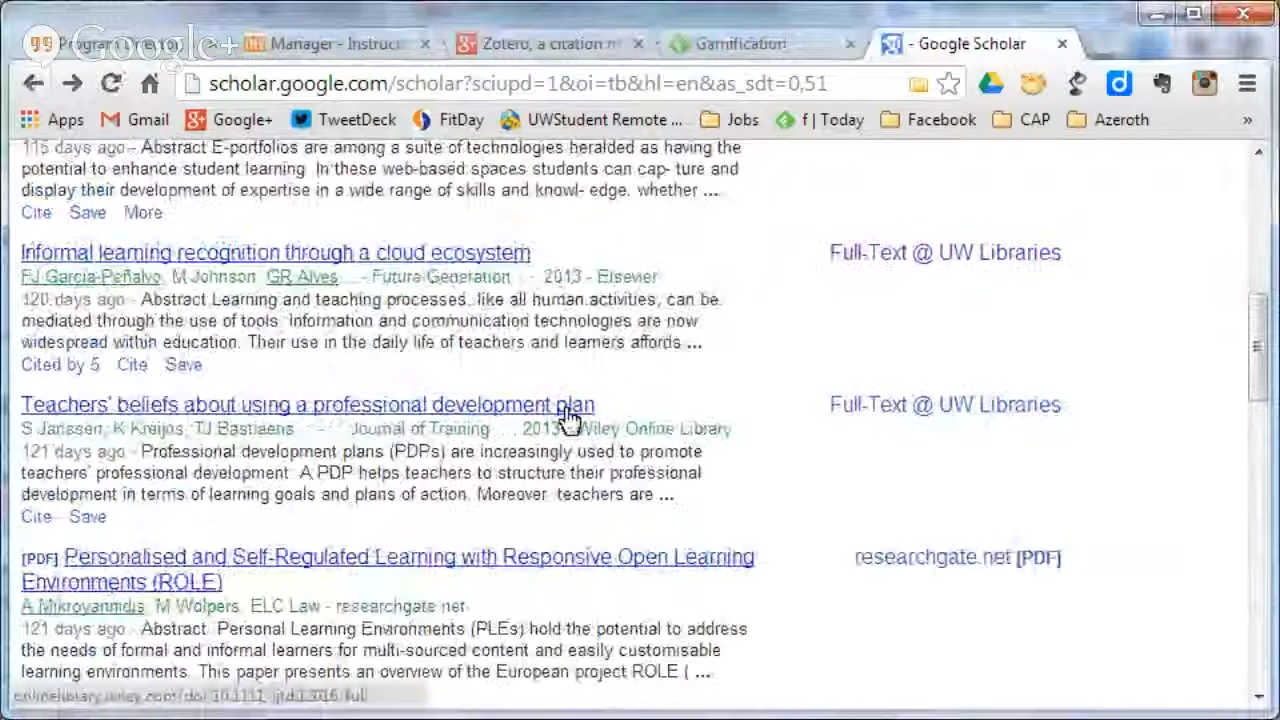 Google+
Manager - Instruc
Zotero, a citation m
Gamification
- Google Scholar
scholar.google.com/scholar?sciupd=1&oi=tb&hl=en&as_sdt=0,51
Apps Gmail Google+ TweetDeck FitDay UWStudent Remote ... Jobs f | Today Facebook CAP Azeroth »
115 days ago - Abstract E-portfolios are among a suite of technologies heralded as having the
potential to enhance student learning. In these web-based spaces students can cap- ture and
display their development of expertise in a wide range of skills and knowl- edge. whether ...
Cite Save More
Informal learning recognition through a cloud ecosystem
Full-Text @ UW Libraries
FJ García-Peñalvo, M Johnson, GR Alves... - Future Generation ..., 2013 - Elsevier
120 days ago - Abstract Learning and teaching processes, like all human activities, can be
mediated through the use of tools. Information and communication technologies are now
widespread within education. Their use in the daily life of teachers and learners affords ...
Cited by 5 Cite Save
Teachers' beliefs about using a professional development plan
Full-Text @ UW Libraries
S Janssen, K Kreijns, TJ Bastiaens... - ... Journal of Training ..., 2013 - Wiley Online Library
121 days ago - Professional development plans (PDPs) are increasingly used to promote
teachers' professional development. A PDP helps teachers to structure their professional
development in terms of learning goals and plans of action. Moreover, teachers are ...
Cite Save
[PDF] Personalised and Self-Regulated Learning with Responsive Open Learning
Environments (ROLE)
researchgate.net [PDF]
A Mikroyannidis, M Wolpers, ELC Law - researchgate.net
121 days ago - Abstract. Personal Learning Environments (PLEs) hold the potential to address
the needs of formal and informal learners for multi-sourced content and easily customisable
learning environments. This paper presents an overview of the European project ROLE ( ...